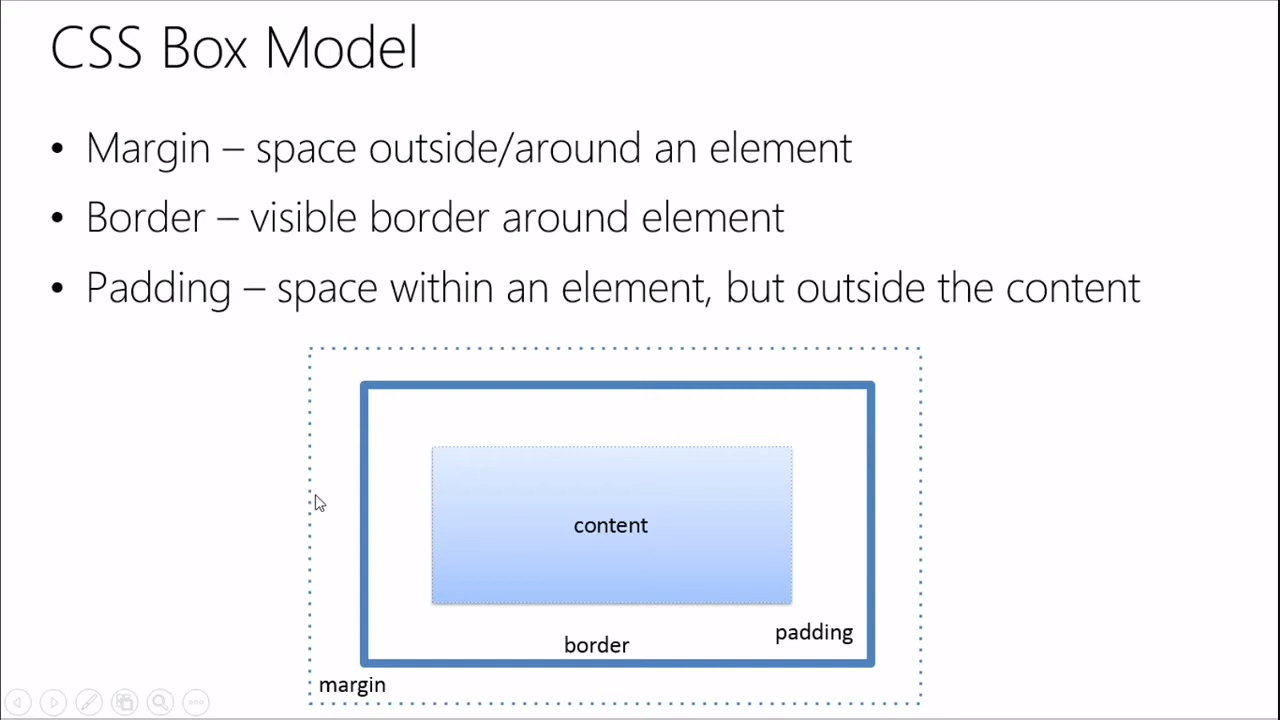 CSS Box Model
• Margin – space outside/around an element
• Border – visible border around element
• Padding – space within an element, but outside the content
content
padding
border
margin